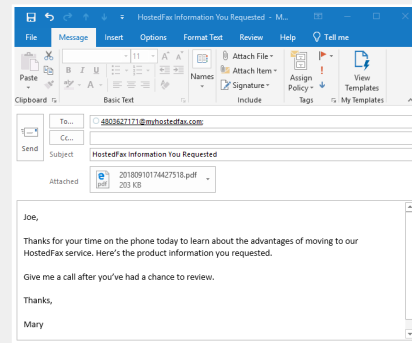 HostedFax Information You Requested - M...
File Message Insert Options Format Text Review Help Tell me
Paste
B I U
11
A A
Names
Attach File
Attach Item
Signature
Assign Policy
View Templates
Clipboard Basic Text Include Tags My Templates
Send
To... 4803627171@myhostedfax.com;
Cc...
Subject HostedFax Information You Requested
Attached 20180910174427518.pdf
203 KB
pdf
Joe,
Thanks for your time on the phone today to learn about the advantages of moving to our
HostedFax service. Here's the product information you requested.
Give me a call after you've had a chance to review.
Thanks,
Mary